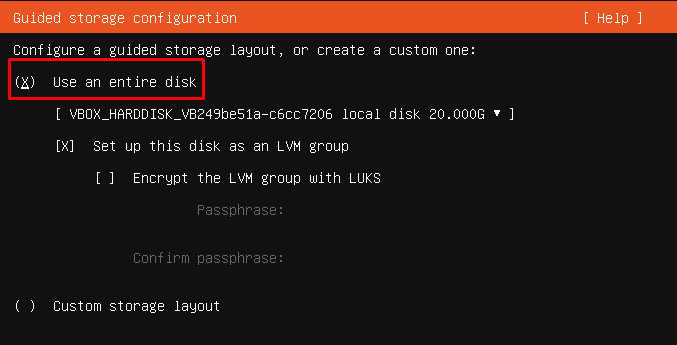 Guided storage configuration [ Help ]
Configure a guided storage layout, or create a custom one:
(X) Use an entire disk
[ VBOX_HARDDISK_VB249be51a-c6cc7206 local disk 20.000G ▼ ]
[X] Set up this disk as an LVM group
[ ] Encrypt the LVM group with LUKS
Passphrase:
Confirm passphrase:
( ) Custom storage layout